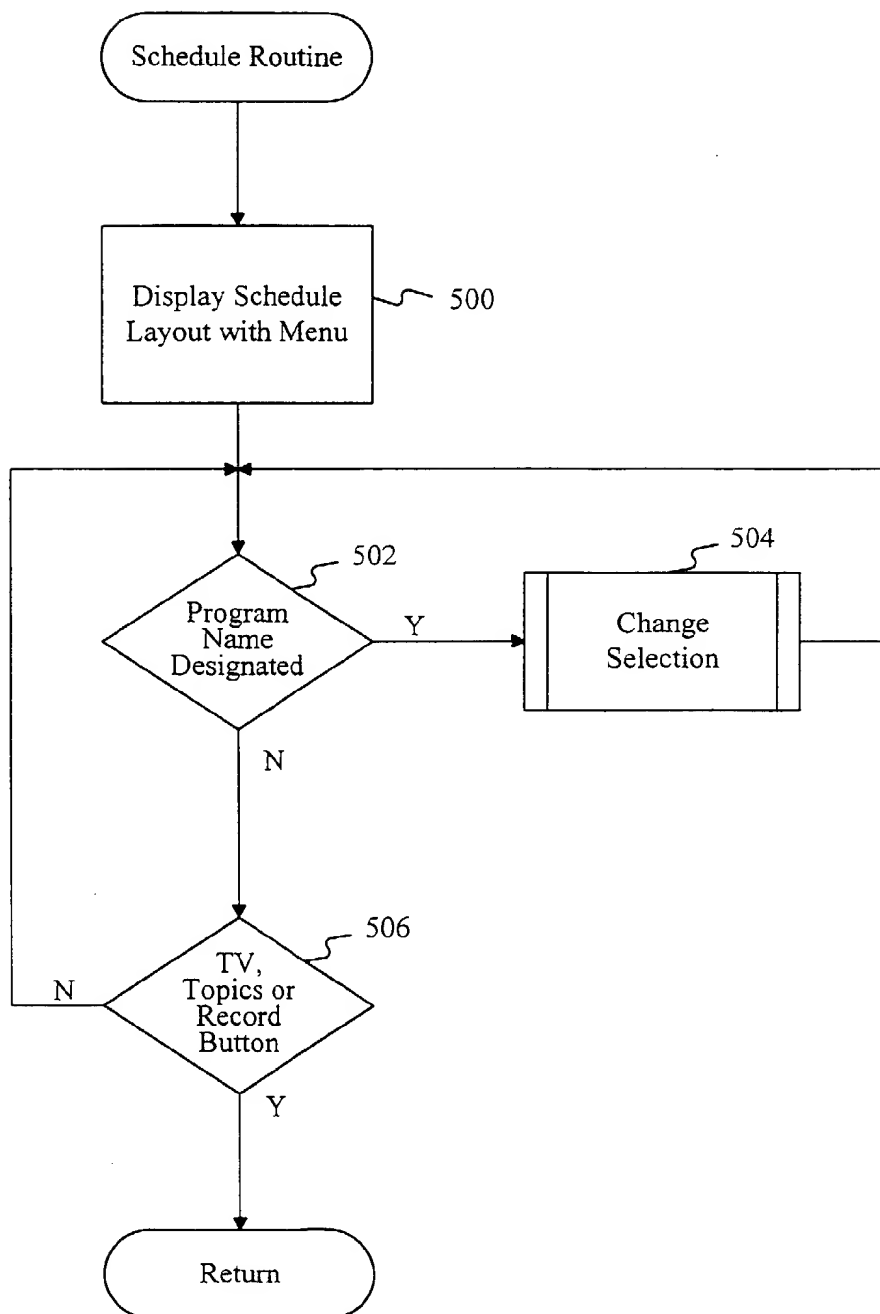 Schedule Routine
Display Schedule
Layout with Menu
500
502
Program
Name
Designated
Y
504
Change
Selection
N
506
TV,
Topics or
Record
Button
N
Y
Return